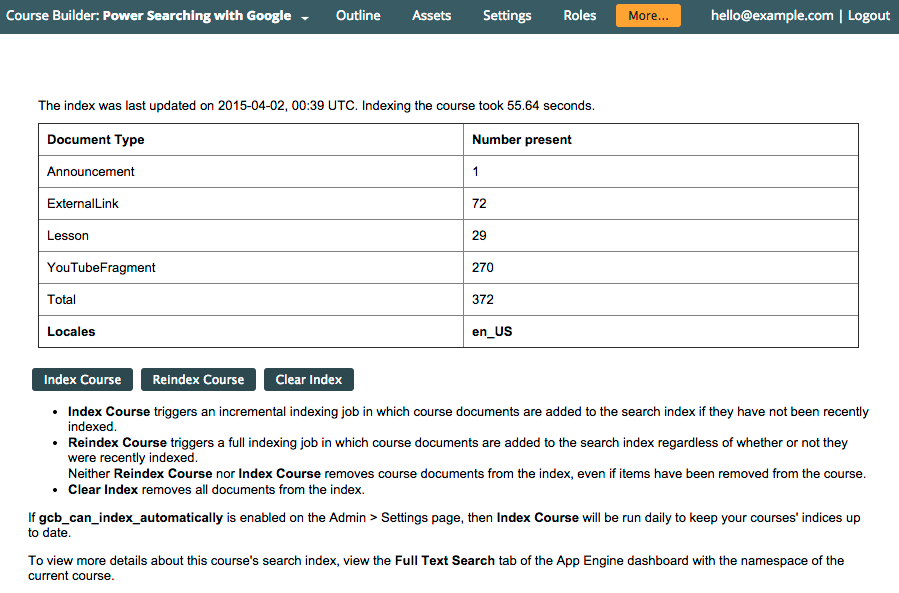 Course Builder: Power Searching with Google Outline Assets Settings Roles More... hello@example.com | Logout
The index was last updated on 2015-04-02, 00:39 UTC. Indexing the course took 55.64 seconds.
Document Type Number present
Announcement 1
ExternalLink 72
Lesson 29
YouTubeFragment 270
Total 372
Locales en_US
Index Course Reindex Course Clear Index
• Index Course triggers an incremental indexing job in which course documents are added to the search index if they have not been recently
indexed.
• Reindex Course triggers a full indexing job in which course documents are added to the search index regardless of whether or not they
were recently indexed.
Neither Reindex Course nor Index Course removes course documents from the index, even if items have been removed from the course.
• Clear Index removes all documents from the index.
If gcb_can_index_automatically is enabled on the Admin > Settings page, then Index Course will be run daily to keep your courses' indices up
to date.
To view more details about this course's search index, view the Full Text Search tab of the App Engine dashboard with the namespace of the
current course.